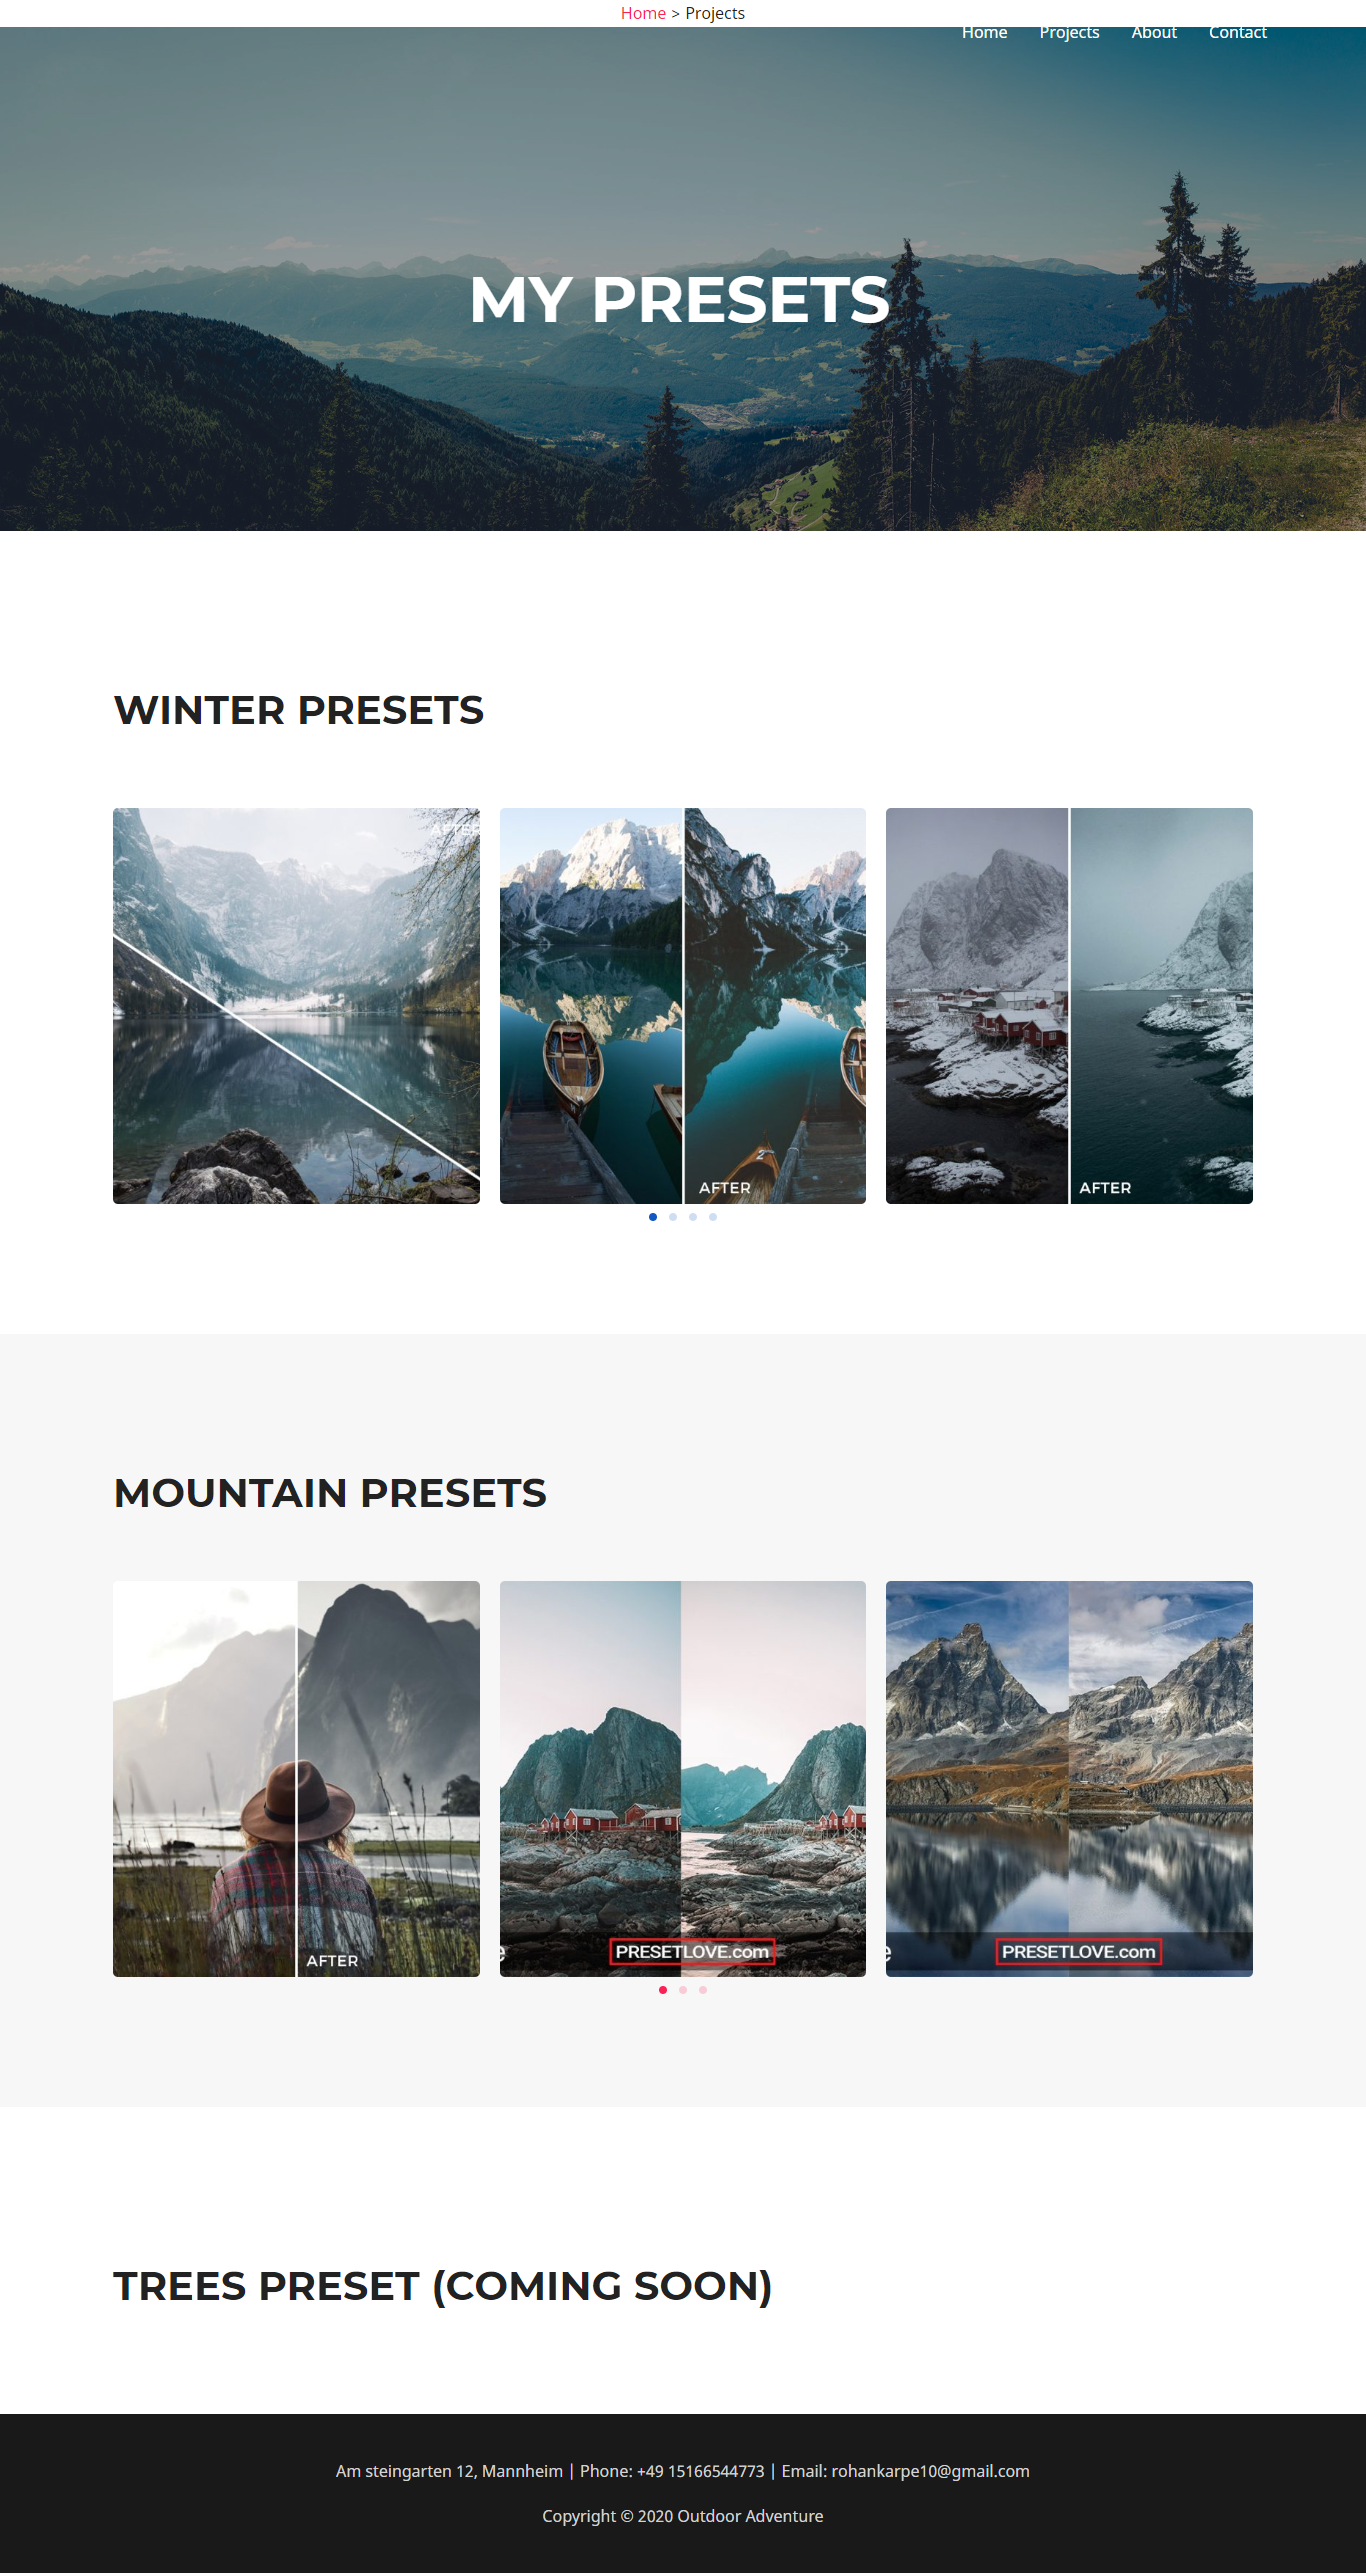 Home > Projects
Home Projects About Contact
MY PRESETS
WINTER PRESETS
AFTER
AFTER
AFTER
MOUNTAIN PRESETS
AFTER
e PRESETLOVE.com
e PRESETLOVE.com
TREES PRESET (COMING SOON)
Am steingarten 12, Mannheim | Phone: +49 15166544773 | Email: rohankarpe10@gmail.com
Copyright © 2020 Outdoor Adventure